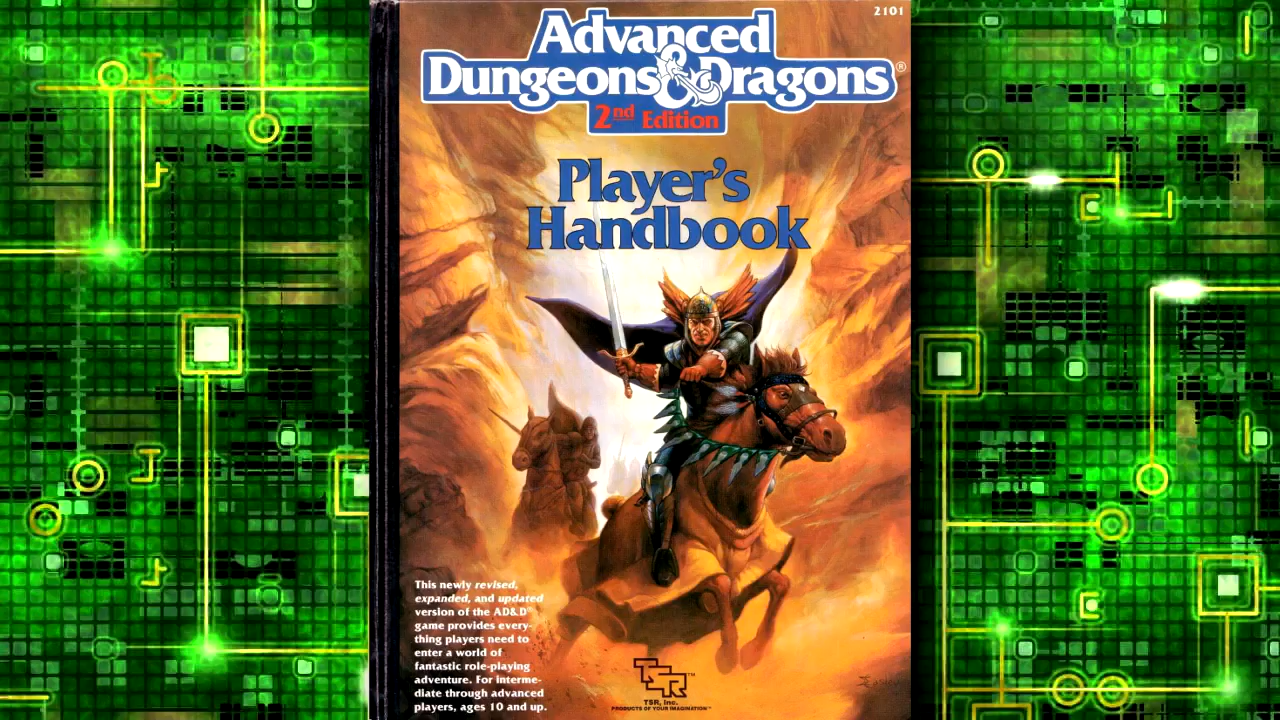 2101
Advanced
Dungeons & Dragons®
2nd Edition
Player's
Handbook
This newly revised,
expanded, and updated
version of the AD&D®
game provides every-
thing players need to
enter a world of
fantastic role-playing
adventure. For interme-
diate through advanced
players, ages 10 and up.
TSR™
TSR, Inc.
PRODUCTS OF YOUR IMAGINATION™